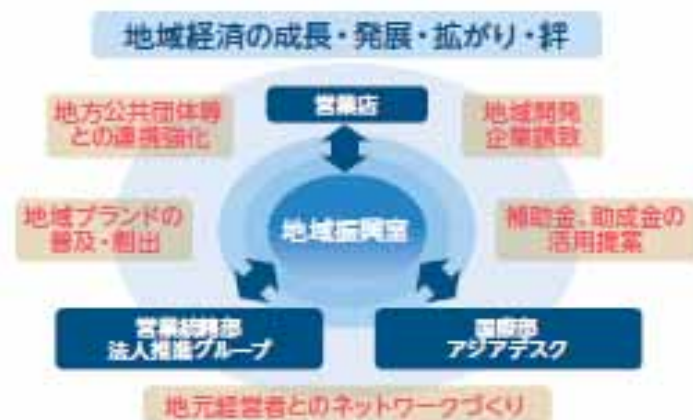 地域経済の成長・発展・拡がり・絆
営業店
地方公共団体等
との連携強化
地域開発
企業誘致
地域ブランドの
普及・創出
地域振興室
補助金、助成金の
活用提案
営業統轄部
法人推進グループ
国際部
アジアデスク
地元経営者とのネットワークづくり